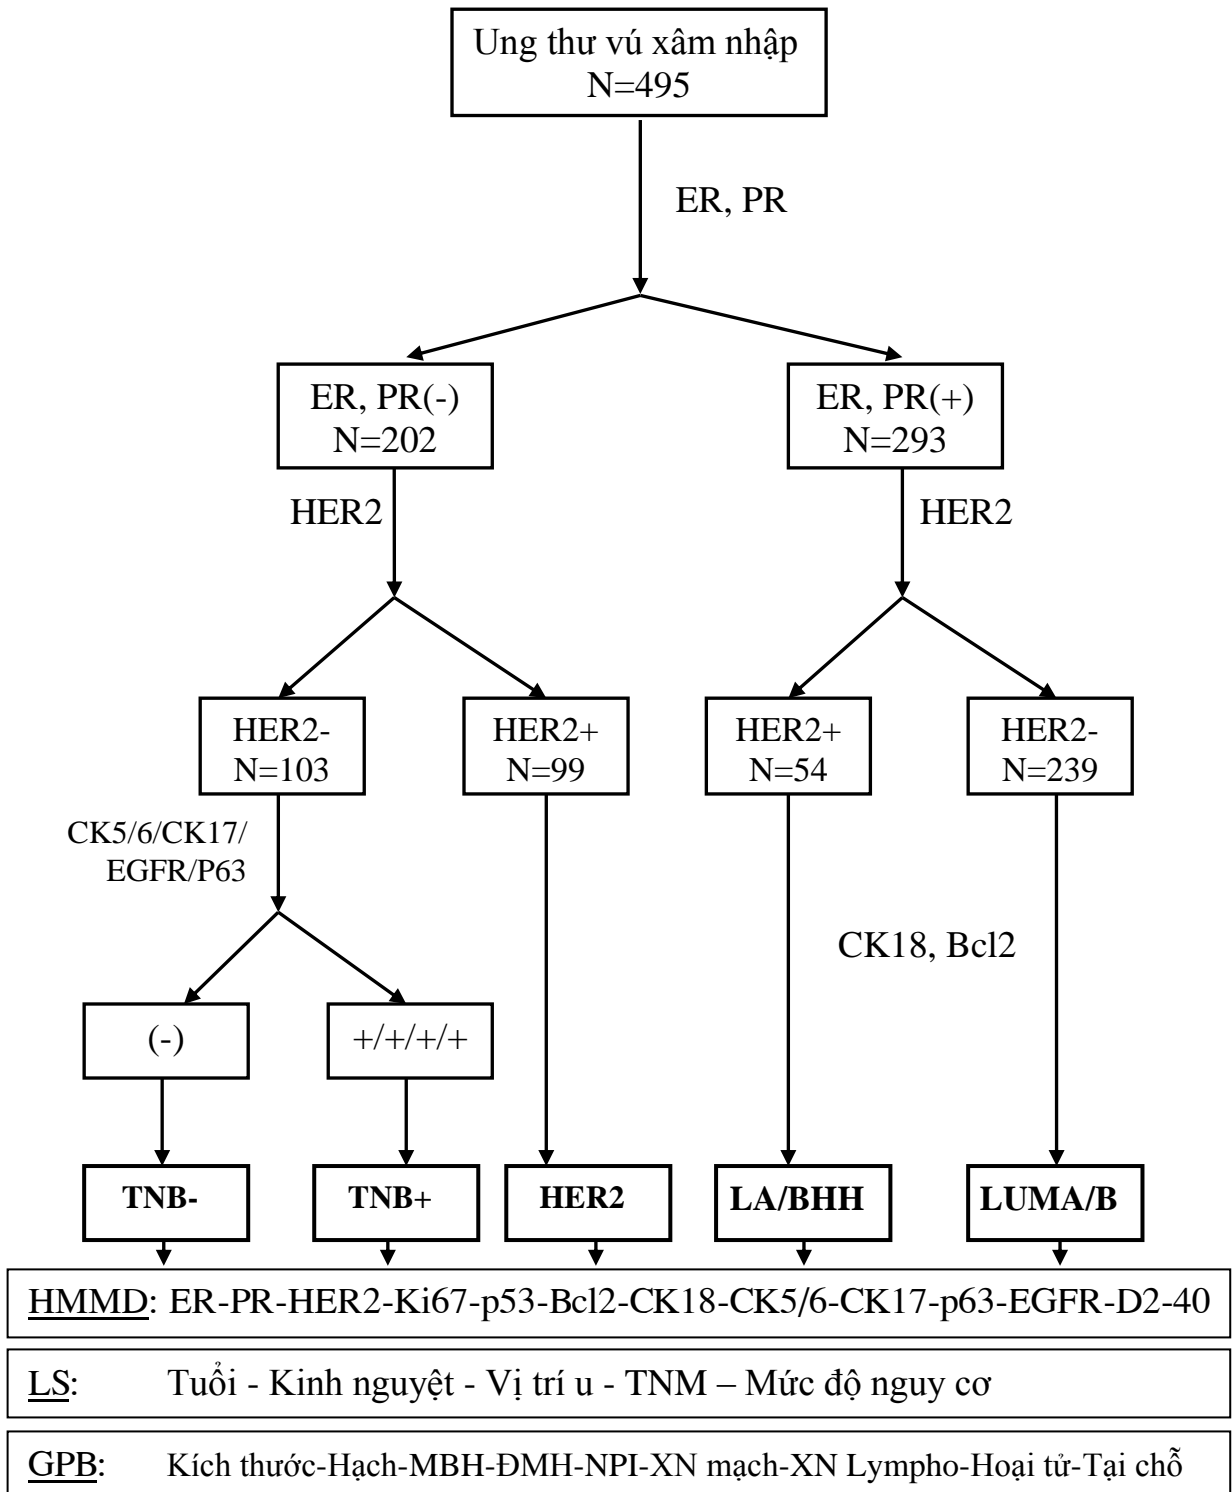 Ung thư vú xâm nhập
N=495
ER, PR
ER, PR(-)
N=202
ER, PR(+)
N=293
HER2
HER2
HER2-
N=103
HER2+
N=99
HER2+
N=54
HER2-
N=239
CK5/6/CK17/
EGFR/P63
CK18, Bcl2
(-)
+/+/+/+
TNB-
TNB+
HER2
LA/BHH
LUMA/B
HMMD: ER-PR-HER2-Ki67-p53-Bcl2-CK18-CK5/6-CK17-p63-EGFR-D2-40
LS: Tuổi - Kinh nguyệt - Vị trí u - TNM – Mức độ nguy cơ
GPB: Kích thước-Hạch-MBH-ĐMH-NPI-XN mạch-XN Lympho-Hoại tử-Tại chỗ